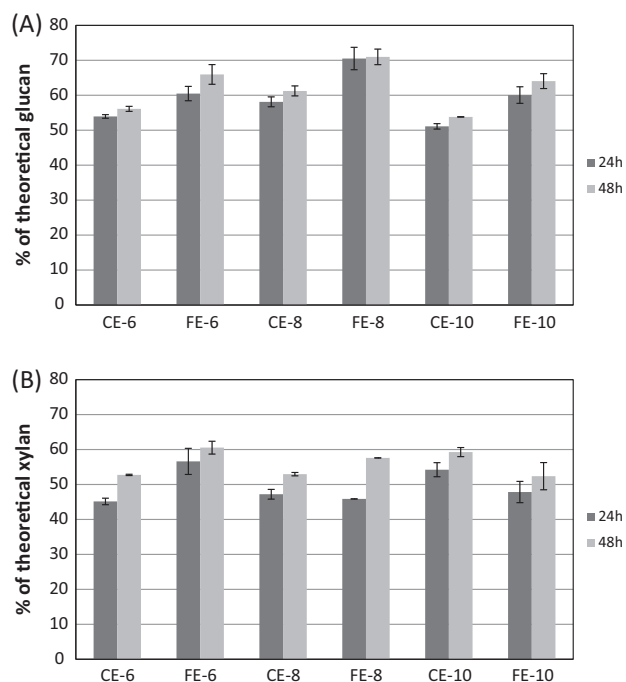 (A)
% of theoretical glucan
80
70
60
50
40
30
20
10
0
CE-6 FE-6 CE-8 FE-8 CE-10 FE-10
24h
48h
(B)
% of theoretical xylan
80
70
60
50
40
30
20
10
0
CE-6 FE-6 CE-8 FE-8 CE-10 FE-10
24h
48h